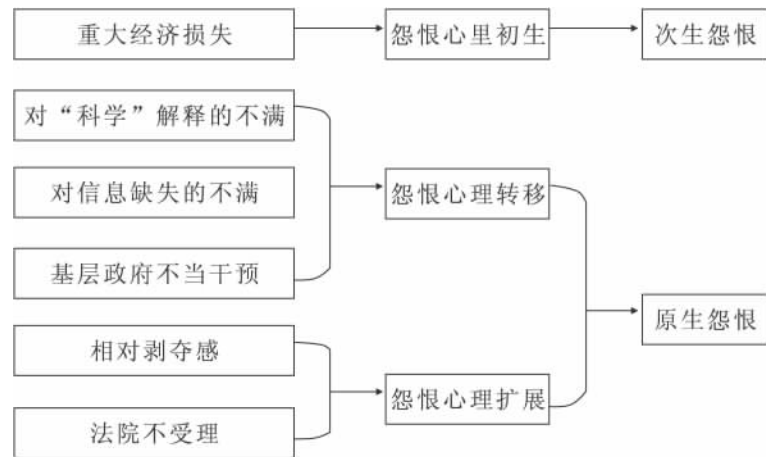 重大经济损失
怨恨心里初生
次生怨恨
对“科学”解释的不满
对信息缺失的不满
怨恨心理转移
基层政府不当干预
原生怨恨
相对剥夺感
怨恨心理扩展
法院不受理